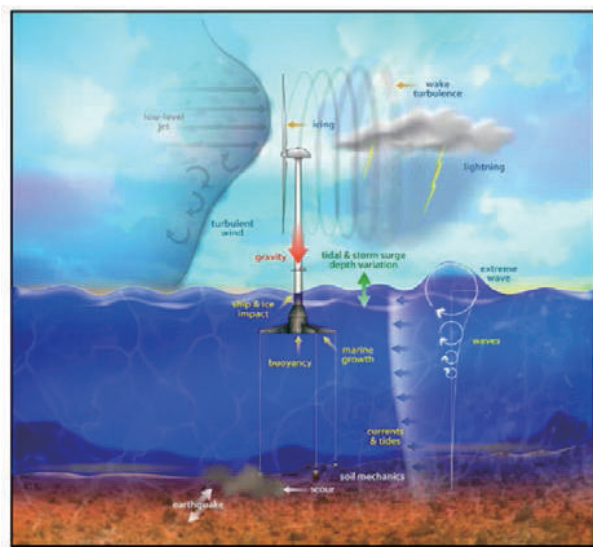 wake
turbulence
low-level
jet
icing
lightning
turbulent
wind
gravity
tidal & storm surge
depth variation
extreme
wave
ship & ice
impact
waves
buoyancy
marine
growth
currents
& tides
soil mechanics
scour
earthquake